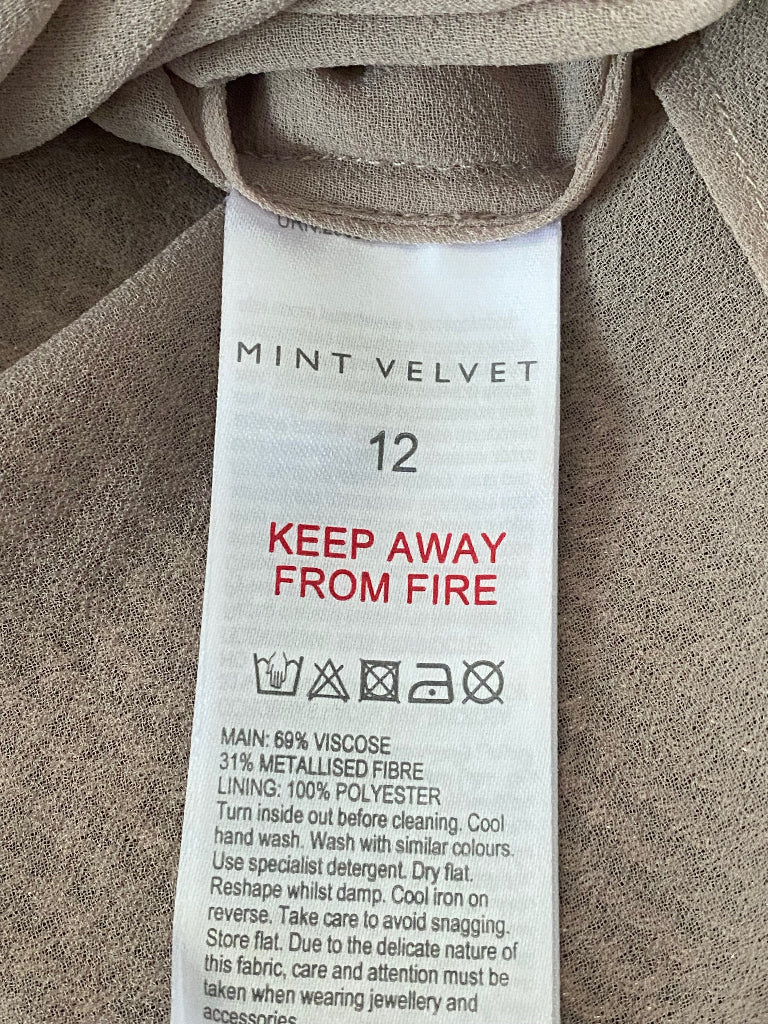 MINT VELVET
12
KEEP AWAY
FROM FIRE
MAIN: 69% VISCOSE
31% METALLISED FIBRE
LINING: 100% POLYESTER
Turn inside out before cleaning. Cool
hand wash. Wash with similar colours.
Use specialist detergent. Dry flat.
Reshape whilst damp. Cool iron on
reverse. Take care to avoid snagging.
Store flat. Due to the delicate nature of
this fabric, care and attention must be
taken when wearing jewellery and
accessories